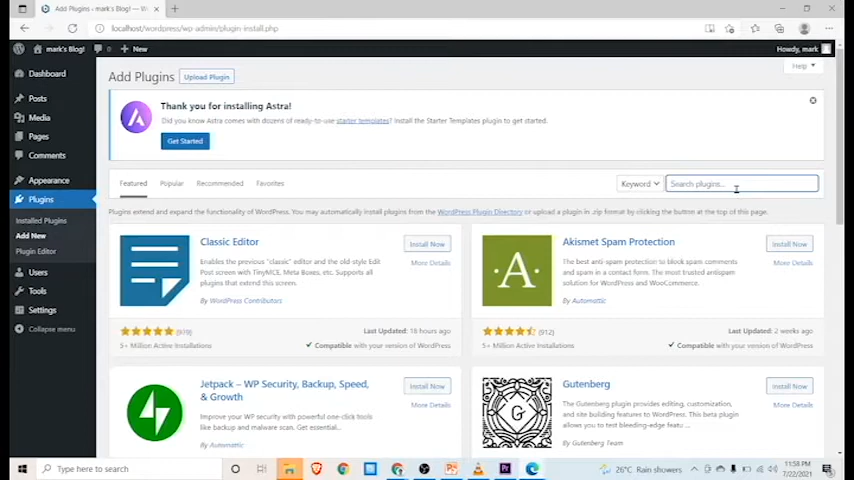 Add Plugins ‹ mark's Blog! — W
localhost/wordpress/wp-admin/plugin-install.php
mark's Blog! 0 + New Howdy, mark
Dashboard
Posts
Media
Pages
Comments
Appearance
Plugins
Installed Plugins
Add New
Plugin Editor
Users
Tools
Settings
Collapse menu
Add Plugins Upload Plugin Help
Thank you for installing Astra!
Did you know Astra comes with dozens of ready-to-use starter templates? Install the Starter Templates plugin to get started.
Get Started
Featured Popular Recommended Favorites Keyword Search plugins...
Plugins extend and expand the functionality of WordPress. You may automatically install plugins from the WordPress Plugin Directory or upload a plugin in .zip format by clicking the button at the top of this page.
Classic Editor Install Now
More Details
Enables the previous "classic" editor and the old-style Edit
Post screen with TinyMCE, Meta Boxes, etc. Supports all
plugins that extend this screen.
By WordPress Contributors
(979) Last Updated: 18 hours ago
5+ Million Active Installations Compatible with your version of WordPress
Akismet Spam Protection Install Now
More Details
The best anti-spam protection to block spam comments
and spam in a contact form. The most trusted antispam
solution for WordPress and WooCommerce.
By Automattic
A
(912) Last Updated: 2 weeks ago
5+ Million Active Installations Compatible with your version of WordPress
Jetpack – WP Security, Backup, Speed,
& Growth
Install Now
More Details
Improve your WP security with powerful one-click tools
like backup and malware scan. Get essential...
By Automattic
Gutenberg Install Now
More Details
The Gutenberg plugin provides editing, customization,
and site building features to WordPress. This beta plugin
allows you to test bleeding-edge featu ...
By Gutenberg Team
G
Type here to search
26°C Rain showers
11:58 PM
7/22/2021